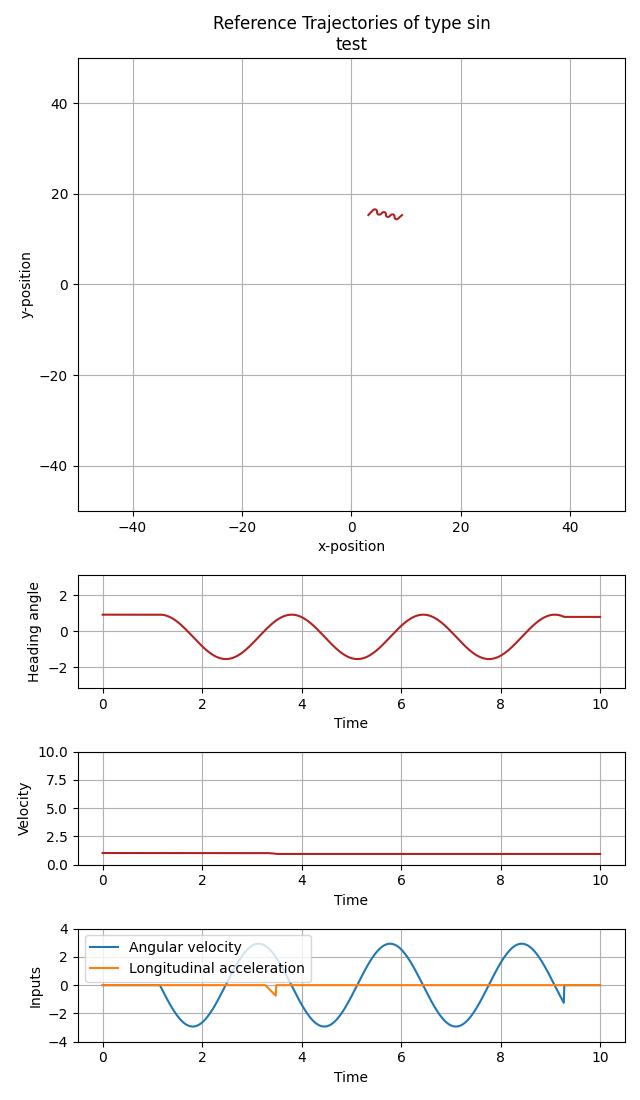 Reference Trajectories of type sin
test
40
20
0
−20
−40
y-position
−40 −20 0 20 40
x-position
2
0
−2
Heading angle
0 2 4 6 8 10
Time
10.0
7.5
5.0
2.5
0.0
Velocity
0 2 4 6 8 10
Time
4
2
0
−2
−4
Inputs
Angular velocity
Longitudinal acceleration
0 2 4 6 8 10
Time